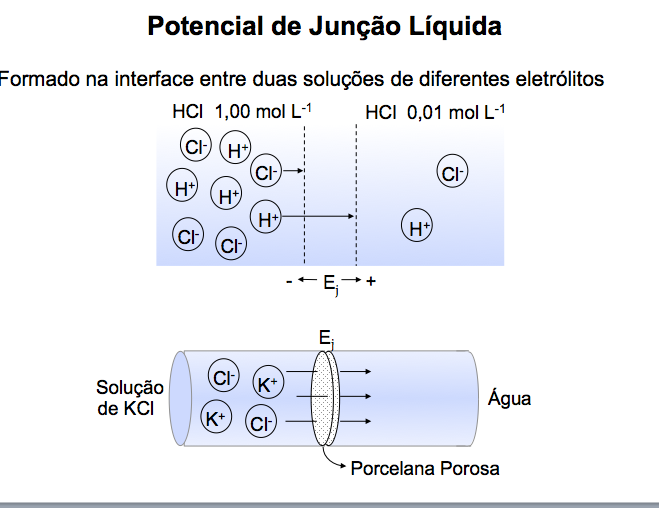 Potencial de Junção Líquida
Formado na interface entre duas soluções de diferentes eletrólitos
HCl 1,00 mol L-1 HCl 0,01 mol L-1
Cl- H+
Cl- Cl-
H+ H+
H+ H+
Cl- Cl-
- Ej +
Ej
Cl- K+
Solução
de KCl
Água
K+ Cl-
Porcelana Porosa